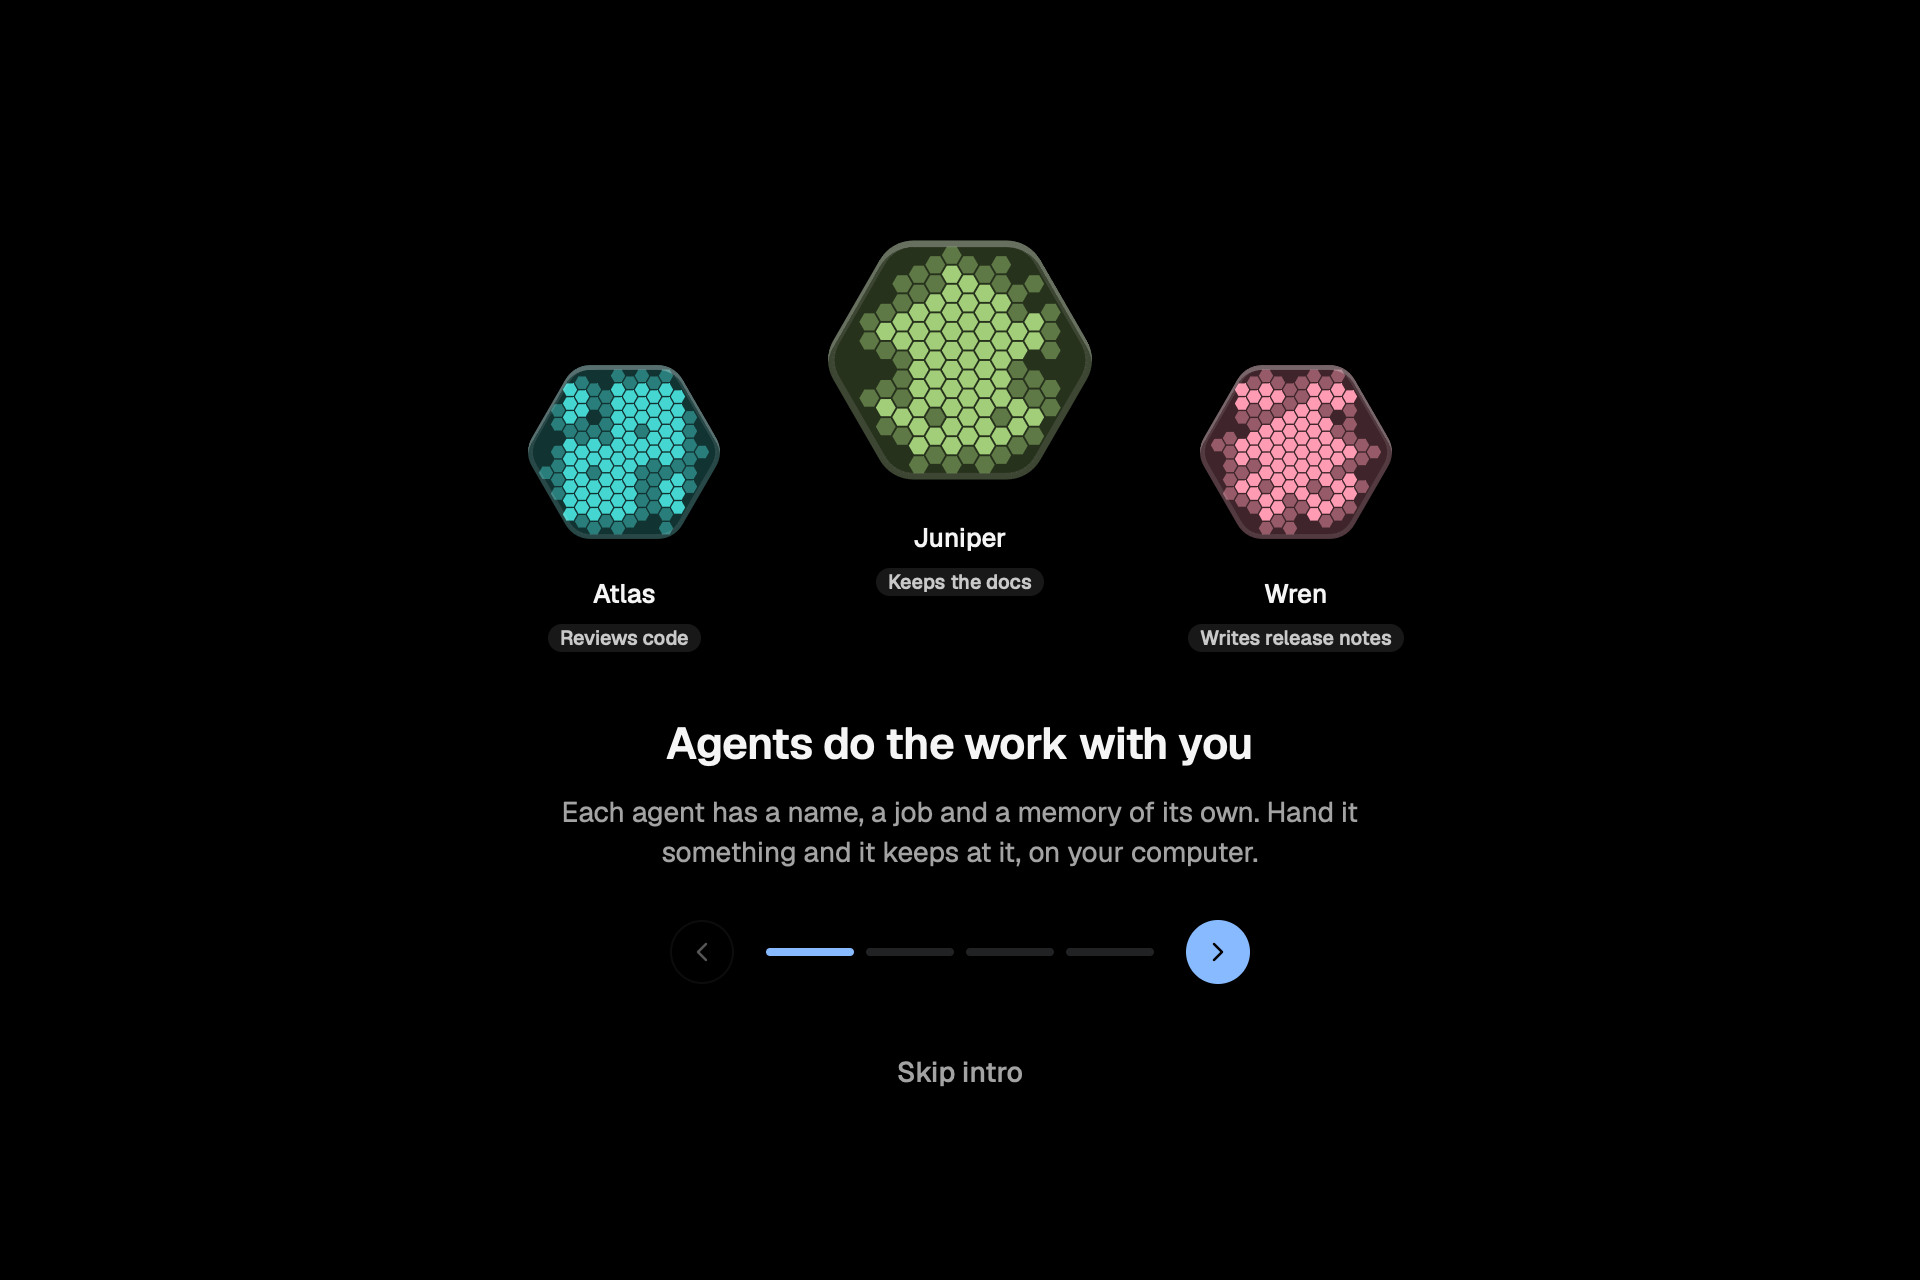 Juniper
Keeps the docs
Atlas
Reviews code
Wren
Writes release notes
Agents do the work with you
Each agent has a name, a job and a memory of its own. Hand it
something and it keeps at it, on your computer.
Skip intro